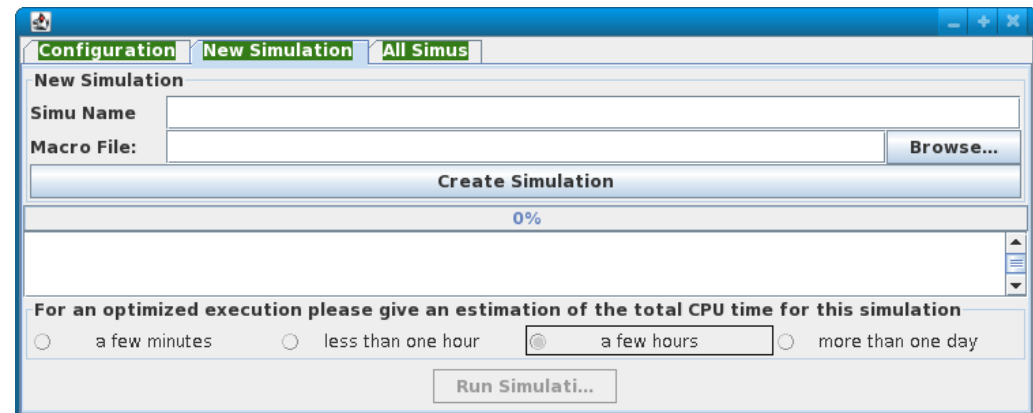 Configuration New Simulation All Simus
New Simulation
Simu Name
Macro File: Browse...
Create Simulation
0%
For an optimized execution please give an estimation of the total CPU time for this simulation
a few minutes less than one hour a few hours more than one day
Run Simulati...